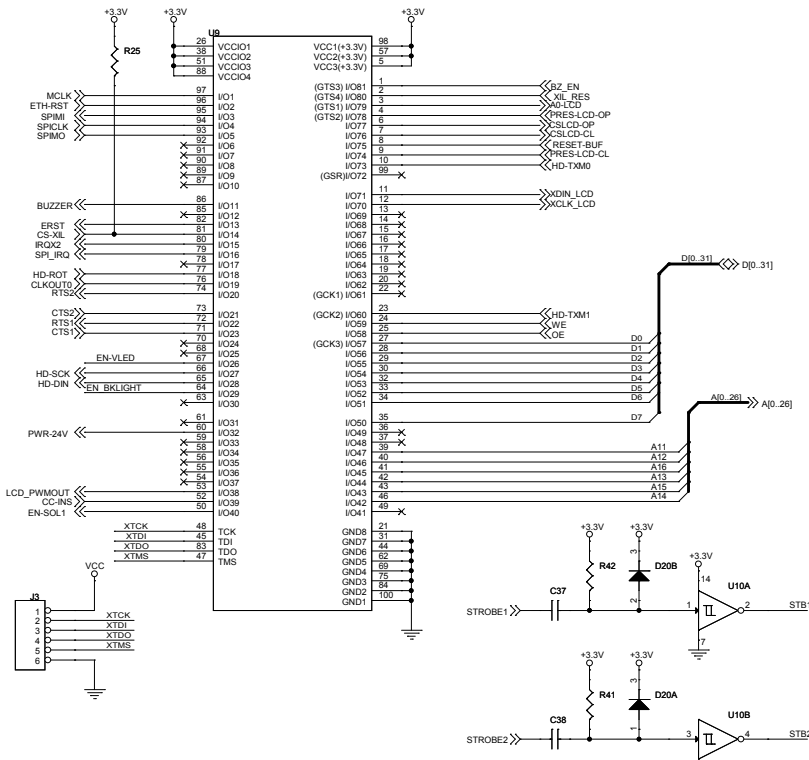 +3.3V +3.3V +3.3V
U9
R25
26 VCCIO1 VCC1(+3.3V) 98
38 VCCIO2 VCC2(+3.3V) 57
51 VCCIO3 VCC3(+3.3V) 5
88 VCCIO4
(GTS3) I/O81 1 BZ_EN
MCLK 97 I/O1 (GTS4) I/O80 2 XIL_RES
ETH-RST 96 I/O2 (GTS1) I/O79 3 A0-LCD
SPIMI 95 I/O3 (GTS2) I/O78 4 PRES-LCD-OP
SPICLK 94 I/O4 I/O77 6 CSLCD-OP
SPIMO 93 I/O5 I/O76 7 CSLCD-CL
92 I/O6 I/O75 8 RESET-BUF
91 I/O7 I/O74 9 PRES-LCD-CL
90 I/O8 I/O73 10 HD-TXM0
89 I/O9 (GSR)I/O72 99
87 I/O10
I/O71 11 XDIN_LCD
BUZZER 86 I/O11 I/O70 12 XCLK_LCD
85 I/O12 I/O69 13
ERST 82 I/O13 I/O68 14
CS-XIL 81 I/O14 I/O67 15
IRQX2 80 I/O15 I/O66 16
SPI_IRQ 79 I/O16 I/O65 17
78 I/O17 I/O64 18
HD-ROT 77 I/O18 I/O63 19
CLKOUT0 76 I/O19 I/O62 20
RTS2 74 I/O20 (GCK1) I/O61 22
CTS2 73 I/O21 (GCK2) I/O60 23 HD-TXM1
RTS1 72 I/O22 I/O59 24 WE
CTS1 71 I/O23 I/O58 25 OE
70 I/O24 (GCK3) I/O57 27 D0
68 I/O25 I/O56 28 D1
EN-VLED 67 I/O26 I/O55 29 D2
HD-SCK 66 I/O27 I/O54 30 D3
HD-DIN 65 I/O28 I/O53 32 D4
EN_BKLIGHT 64 I/O29 I/O52 33 D5
63 I/O30 I/O51 34 D6
D[0..31] D[0..31]
A[0..26] A[0..26]
61 I/O31 I/O50 35 D7
PWR-24V 60 I/O32 I/O49 36
59 I/O33 I/O48 37
58 I/O34 I/O47 39 A11
56 I/O35 I/O46 40 A12
55 I/O36 I/O45 41 A16
54 I/O37 I/O44 42 A13
LCD_PWMOUT 53 I/O38 I/O43 43 A15
CC-INS 52 I/O39 I/O42 46 A14
EN-SOL1 50 I/O40 I/O41 49
XTCK 48 TCK GND8 21
XTDI 45 TDI GND7 31
XTDO 83 TDO GND6 44
XTMS 47 TMS GND5 62
GND4 69
GND3 75
GND2 84
GND1 100
VCC
J3
1
2 XTCK
3 XTDI
4 XTDO
5 XTMS
6
+3.3V +3.3V +3.3V
R42 3 D20B 2 14 U10A
STROBE1 C37 1 2 STB1
7
+3.3V +3.3V
R41 3 D20A 1 U10B
STROBE2 C38 3 4 STB2